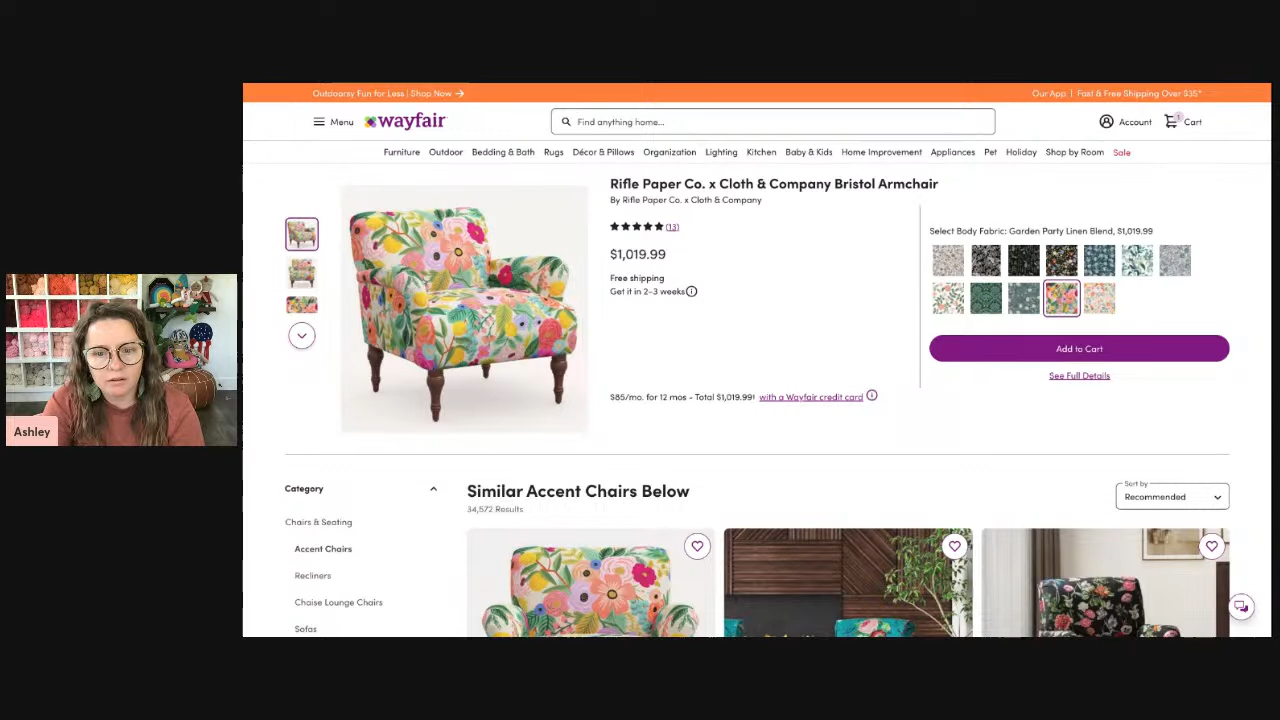 Outdoorsy Fun for Less | Shop Now →
Our App | Fast & Free Shipping Over $35*
Menu
wayfair
Find anything home...
Account
1
Cart
Furniture Outdoor Bedding & Bath Rugs Décor & Pillows Organization Lighting Kitchen Baby & Kids Home Improvement Appliances Pet Holiday Shop by Room Sale
Rifle Paper Co. x Cloth & Company Bristol Armchair
By Rifle Paper Co. x Cloth & Company
(13)
$1,019.99
Free shipping
Get it in 2-3 weeks
$85/mo. for 12 mos - Total $1,019.99¹ with a Wayfair credit card
Select Body Fabric: Garden Party Linen Blend, $1,019.99
Add to Cart
See Full Details
Ashley
Category
Chairs & Seating
Accent Chairs
Recliners
Chaise Lounge Chairs
Sofas
Similar Accent Chairs Below
34,572 Results
Sort by
Recommended